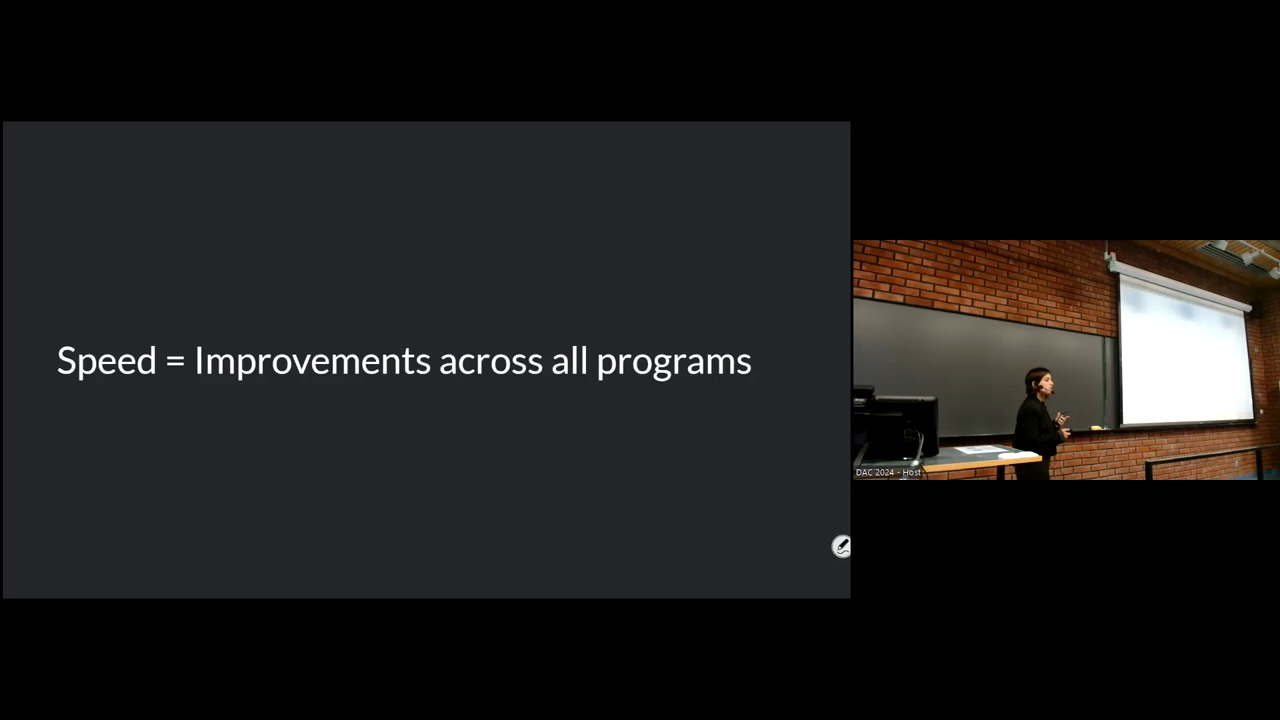 Speed = Improvements across all programs
DAC 2024 - Host